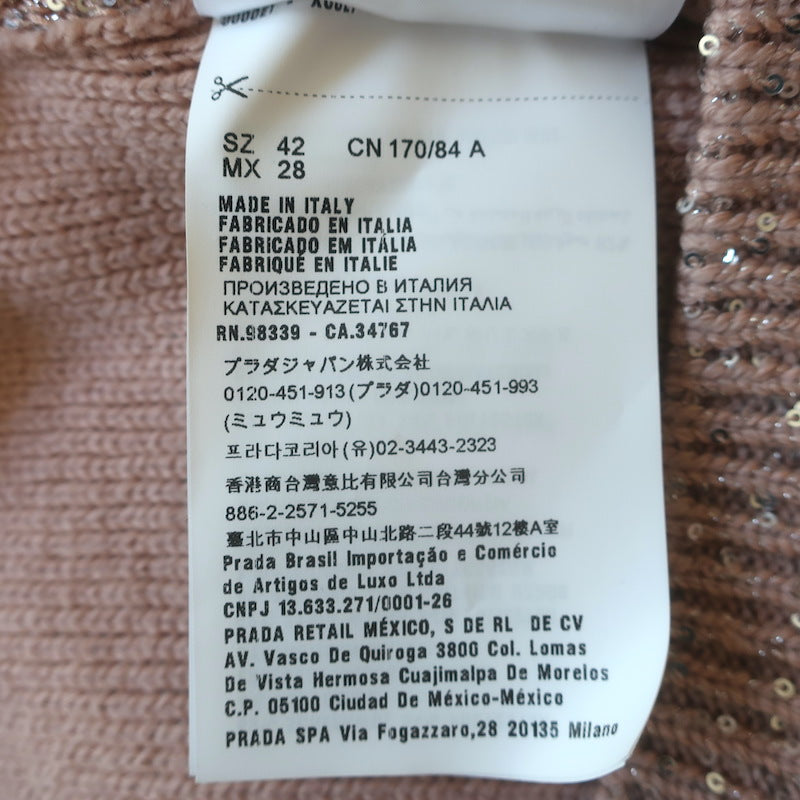 SZ 42 CN 170/84 A
MX 28
MADE IN ITALY
FABRICADO EN ITALIA
FABRICADO EM ITÁLIA
FABRIQUÉ EN ITALIE
ПРОИЗВЕДЕНО В ИТАЛИЯ
ΚΑΤΑΣΚΕΥΑΖΕΤΑΙ ΣΤΗΝ ΙΤΑΛΙΑ
RN.98339 - CA.34767
プラダジャパン株式会社
0120-451-913(プラダ)0120-451-993
(ミュウミュウ)
프라다코리아(유)02-3443-2323
香港商台灣意比有限公司台灣分公司
886-2-2571-5255
臺北市中山區中山北路二段44號12樓A室
Prada Brasil Importação e Comércio
de Artigos de Luxo Ltda
CNPJ 13.633.271/0001-26
PRADA RETAIL MÉXICO, S DE RL DE CV
AV. Vasco De Quiroga 3800 Col. Lomas
De Vista Hermosa Cuajimalpa De Morelos
C.P. 05100 Ciudad De México-México
PRADA SPA Via Fogazzaro,28 20135 Milano